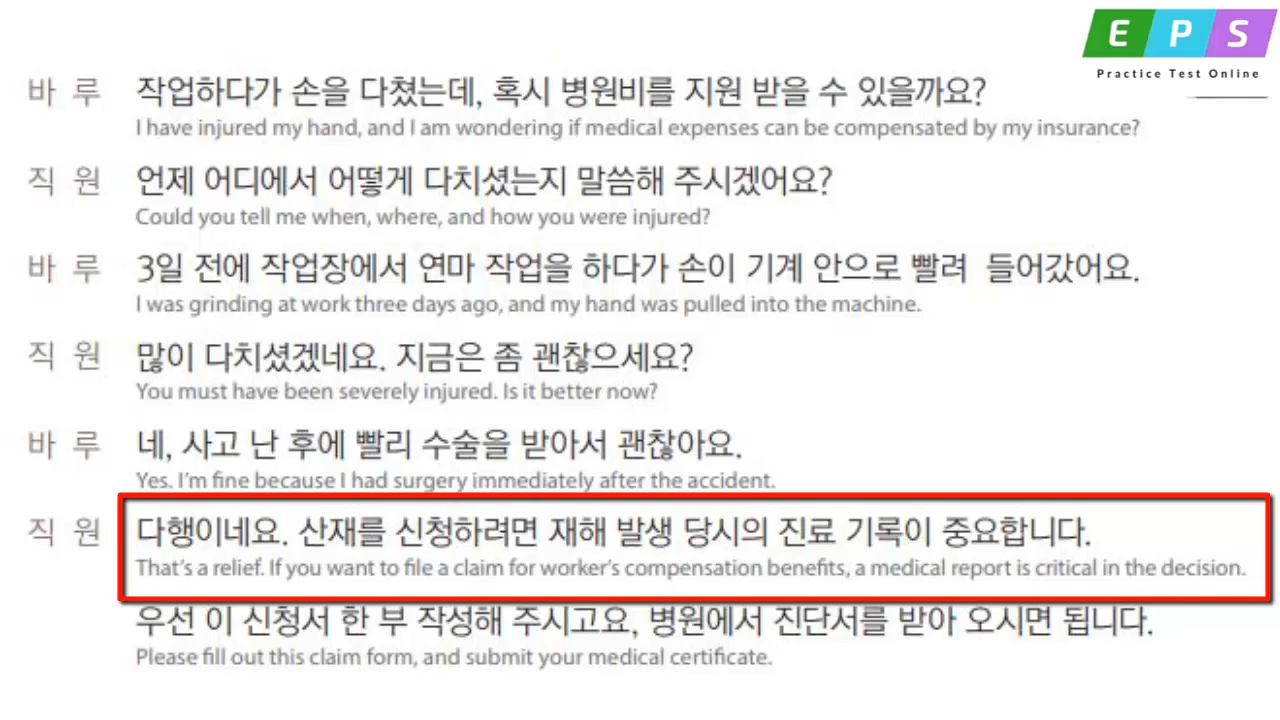 E P S
Practice Test Online
바 루 작업하다가 손을 다쳤는데, 혹시 병원비를 지원 받을 수 있을까요?
I have injured my hand, and I am wondering if medical expenses can be compensated by my insurance?
직 원 언제 어디에서 어떻게 다치셨는지 말씀해 주시겠어요?
Could you tell me when, where, and how you were injured?
바 루 3일 전에 작업장에서 연마 작업을 하다가 손이 기계 안으로 빨려 들어갔어요.
I was grinding at work three days ago, and my hand was pulled into the machine.
직 원 많이 다치셨겠네요. 지금은 좀 괜찮으세요?
You must have been severely injured. Is it better now?
바 루 네, 사고 난 후에 빨리 수술을 받아서 괜찮아요.
Yes. I'm fine because I had surgery immediately after the accident.
직 원 다행이네요. 산재를 신청하려면 재해 발생 당시의 진료 기록이 중요합니다.
That's a relief. If you want to file a claim for worker's compensation benefits, a medical report is critical in the decision.
우선 이 신청서 한 부 작성해 주시고요, 병원에서 진단서를 받아 오시면 됩니다.
Please fill out this claim form, and submit your medical certificate.